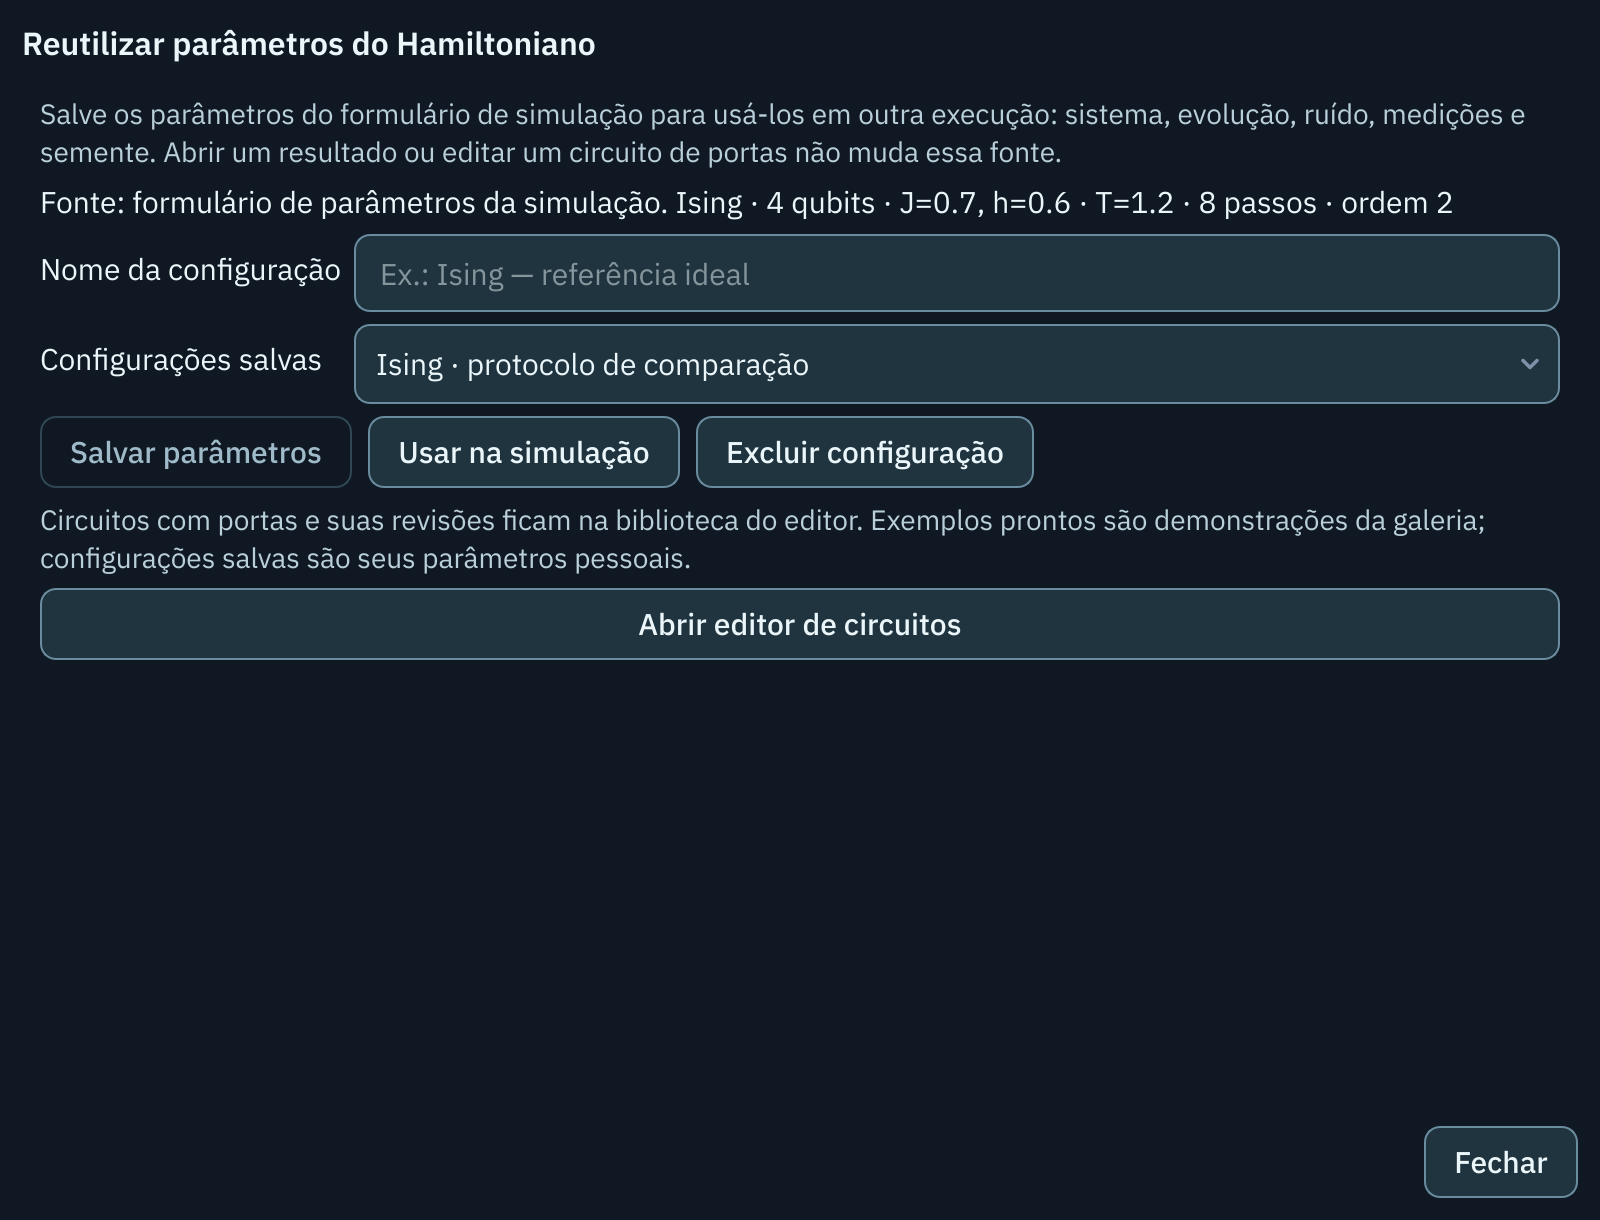 Reutilizar parâmetros do Hamiltoniano
Salve os parâmetros do formulário de simulação para usá-los em outra execução: sistema, evolução, ruído, medições e
semente. Abrir um resultado ou editar um circuito de portas não muda essa fonte.
Fonte: formulário de parâmetros da simulação. Ising · 4 qubits · J=0.7, h=0.6 · T=1.2 · 8 passos · ordem 2
Nome da configuração
Ex.: Ising — referência ideal
Configurações salvas
Ising · protocolo de comparação
Salvar parâmetros
Usar na simulação
Excluir configuração
Circuitos com portas e suas revisões ficam na biblioteca do editor. Exemplos prontos são demonstrações da galeria;
configurações salvas são seus parâmetros pessoais.
Abrir editor de circuitos
Fechar